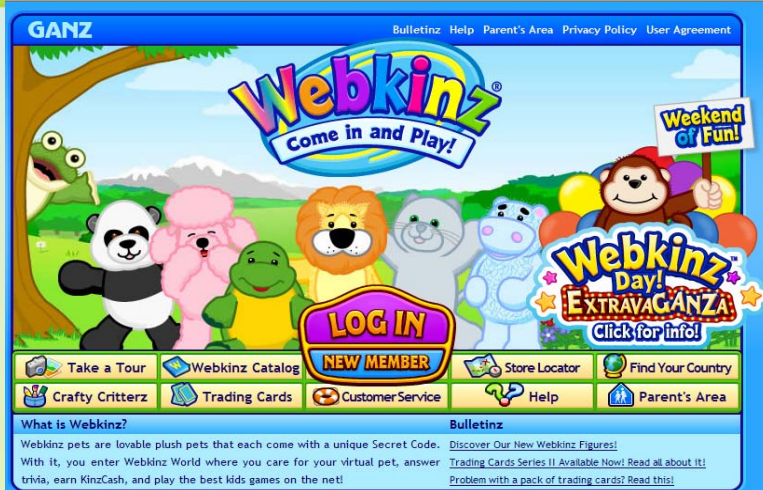 GANZ
Bulletinz Help Parent's Area Privacy Policy User Agreement
Webkinz®
Come in and Play!
Weekend
of Fun!
Webkinz™
Day!
EXTRAVAGANZA
Click for info!
LOG IN
NEW MEMBER
Take a Tour
Webkinz Catalog
Store Locator
Find Your Country
Crafty Critterz
Trading Cards
Customer Service
Help
Parent's Area
What is Webkinz?
Webkinz pets are lovable plush pets that each come with a unique Secret Code.
With it, you enter Webkinz World where you care for your virtual pet, answer
trivia, earn KinzCash, and play the best kids games on the net!
Bulletinz
Discover Our New Webkinz Figures!
Trading Cards Series II Available Now! Read all about it!
Problem with a pack of trading cards? Read this!